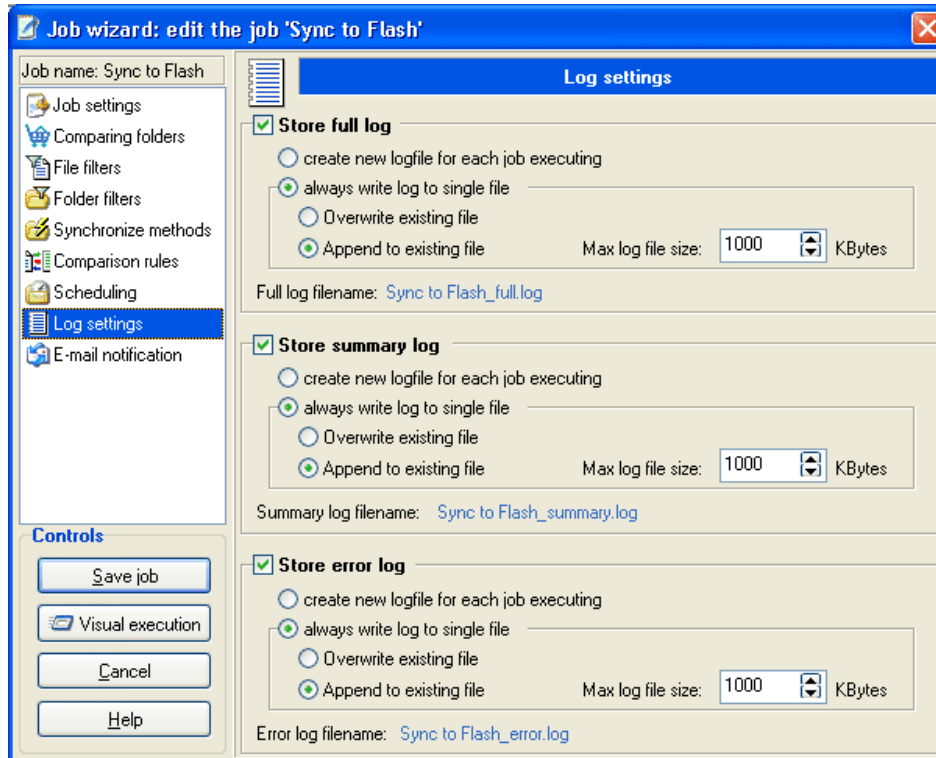 Job wizard: edit the job 'Sync to Flash'
Job name: Sync to Flash
Job settings
Comparing folders
File filters
Folder filters
Synchronize methods
Comparison rules
Scheduling
Log settings
E-mail notification
Controls
Save job
Visual execution
Cancel
Help
Log settings
Store full log
create new logfile for each job executing
always write log to single file
Overwrite existing file
Append to existing file Max log file size: 1000 KBytes
Full log filename: Sync to Flash_full.log
Store summary log
create new logfile for each job executing
always write log to single file
Overwrite existing file
Append to existing file Max log file size: 1000 KBytes
Summary log filename: Sync to Flash_summary.log
Store error log
create new logfile for each job executing
always write log to single file
Overwrite existing file
Append to existing file Max log file size: 1000 KBytes
Error log filename: Sync to Flash_error.log